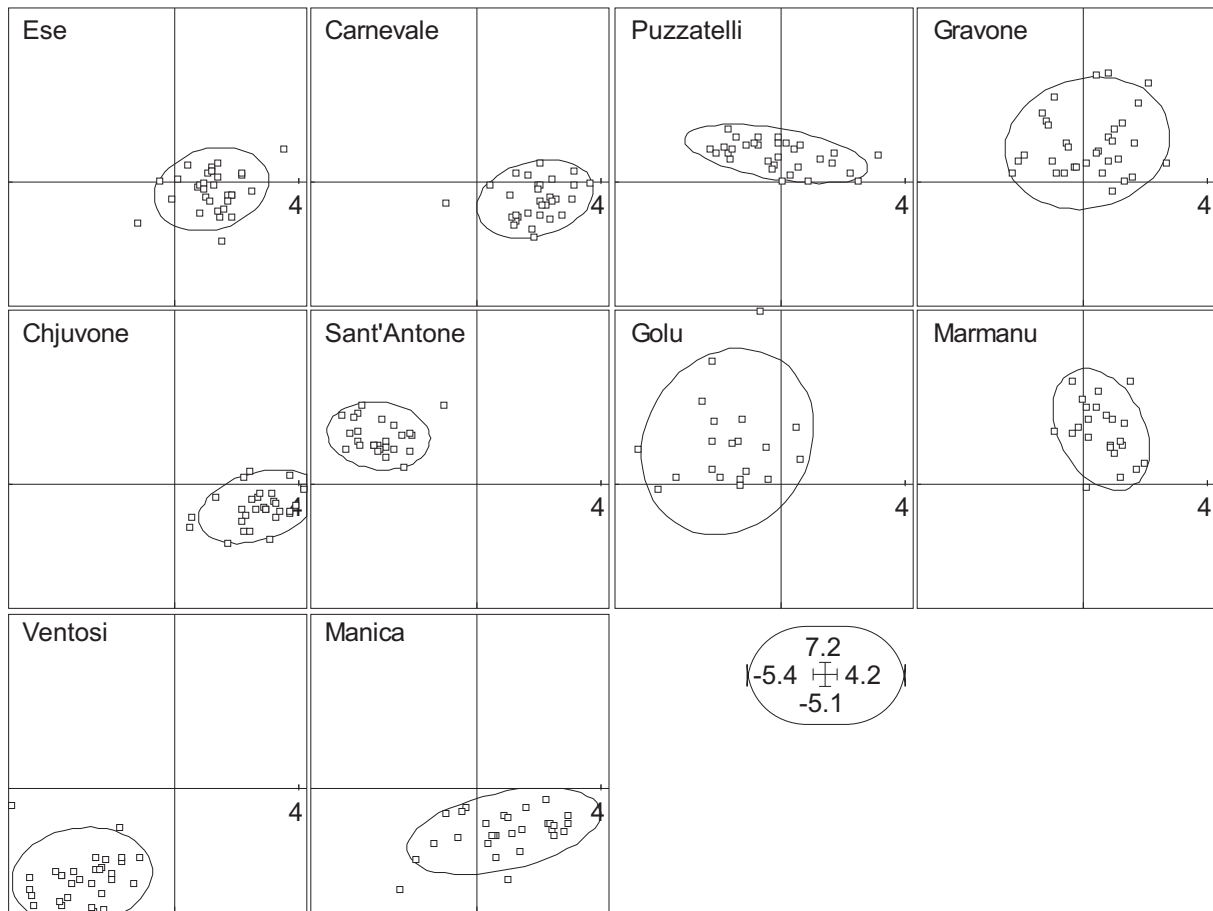 Ese
Carnevale
Puzzatelli
Gravone
4
4
4
4
Chjuvone
Sant'Antone
Golu
Marmanu
4
4
4
4
Ventosi
Manica
7.2
-5.4 4.2
-5.1
4
4